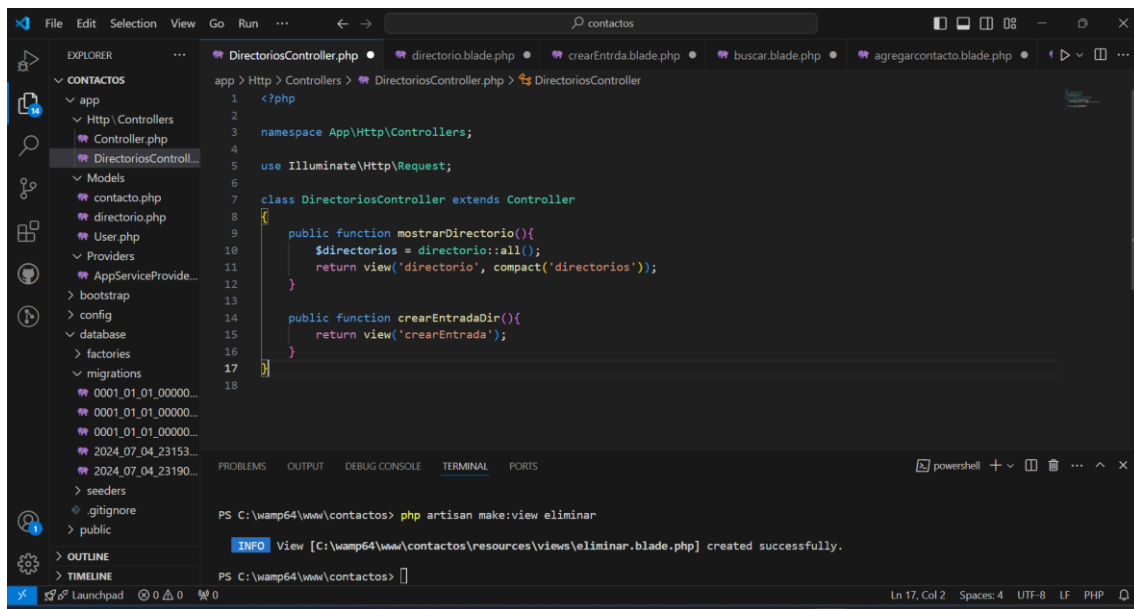 File Edit Selection View Go Run ··· contactos
EXPLORER ···
CONTACTOS
app
Http \ Controllers
Controller.php
DirectoriosControll...
Models
contacto.php
directorio.php
User.php
Providers
AppServiceProvide...
bootstrap
config
database
factories
migrations
0001_01_01_00000...
0001_01_01_00000...
0001_01_01_00000...
2024_07_04_23153...
2024_07_04_23190...
seeders
.gitignore
public
OUTLINE
TIMELINE
14
1
DirectoriosController.php directorio.blade.php crearEntrda.blade.php buscar.blade.php agregarcontacto.blade.php ···
app > Http > Controllers > DirectoriosController.php > DirectoriosController
1 <?php
2
3 namespace App\Http\Controllers;
4
5 use Illuminate\Http\Request;
6
7 class DirectoriosController extends Controller
8 {
9 public function mostrarDirectorio(){
10 $directorios = directorio::all();
11 return view('directorio', compact('directorios'));
12 }
13
14 public function crearEntradaDir(){
15 return view('crearEntrada');
16 }
17 }
18
PROBLEMS OUTPUT DEBUG CONSOLE TERMINAL PORTS powershell ···
PS C:\wamp64\www\contactos> php artisan make:view eliminar
INFO View [C:\wamp64\www\contactos\resources\views\eliminar.blade.php] created successfully.
PS C:\wamp64\www\contactos>
Launchpad 0 0 0 Ln 17, Col 2 Spaces: 4 UTF-8 LF PHP